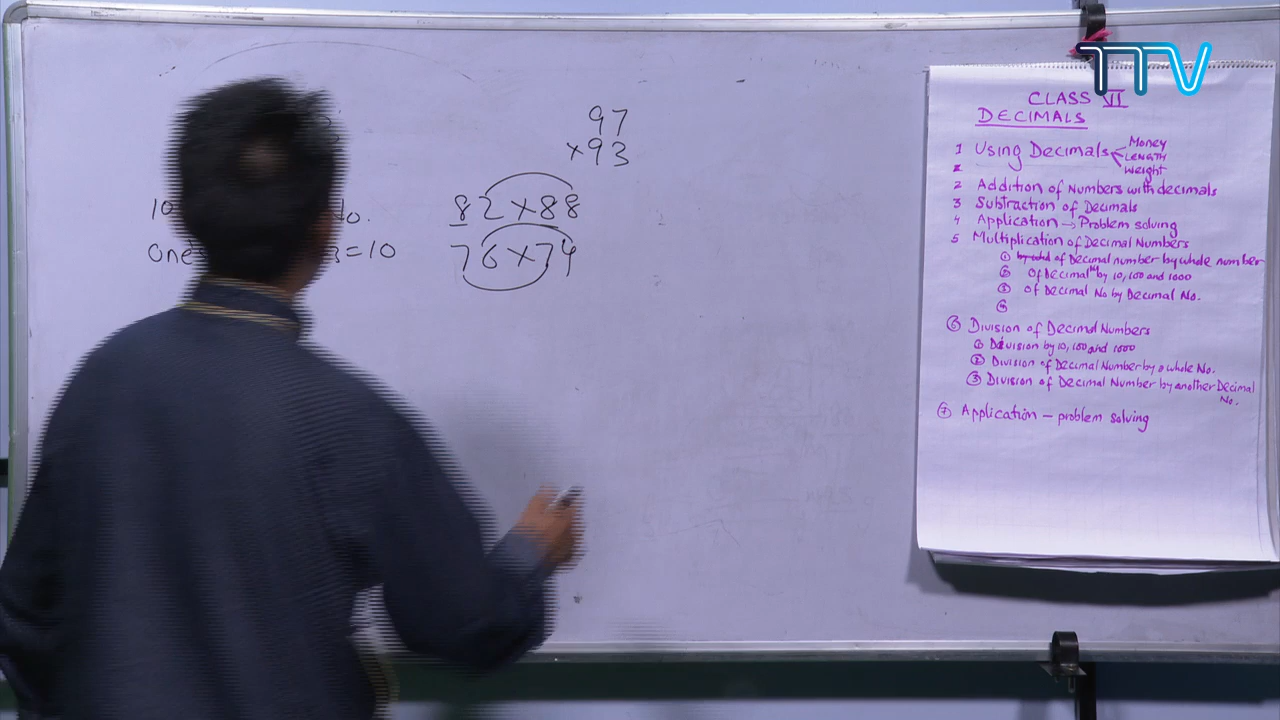 TTV
97
×93
10 No.
one 3=10
82×88
76×74
CLASS VI
DECIMALS
1 Using Decimals Money
LENGTH
Weight
2 Addition of Numbers with decimals
3 Subtraction of Decimals
4 Application → Problem solving
5 Multiplication of Decimal Numbers
① of Decimal number by whole number
② Of Decimal by 10, 100 and 1000
③ of Decimal No by Decimal No.
④
⑥ Division of Decimal Numbers
① Division by 10, 100 and 1000
② Division of Decimal Number by a whole No.
③ Division of Decimal Number by another Decimal
No.
⑦ Application – problem solving